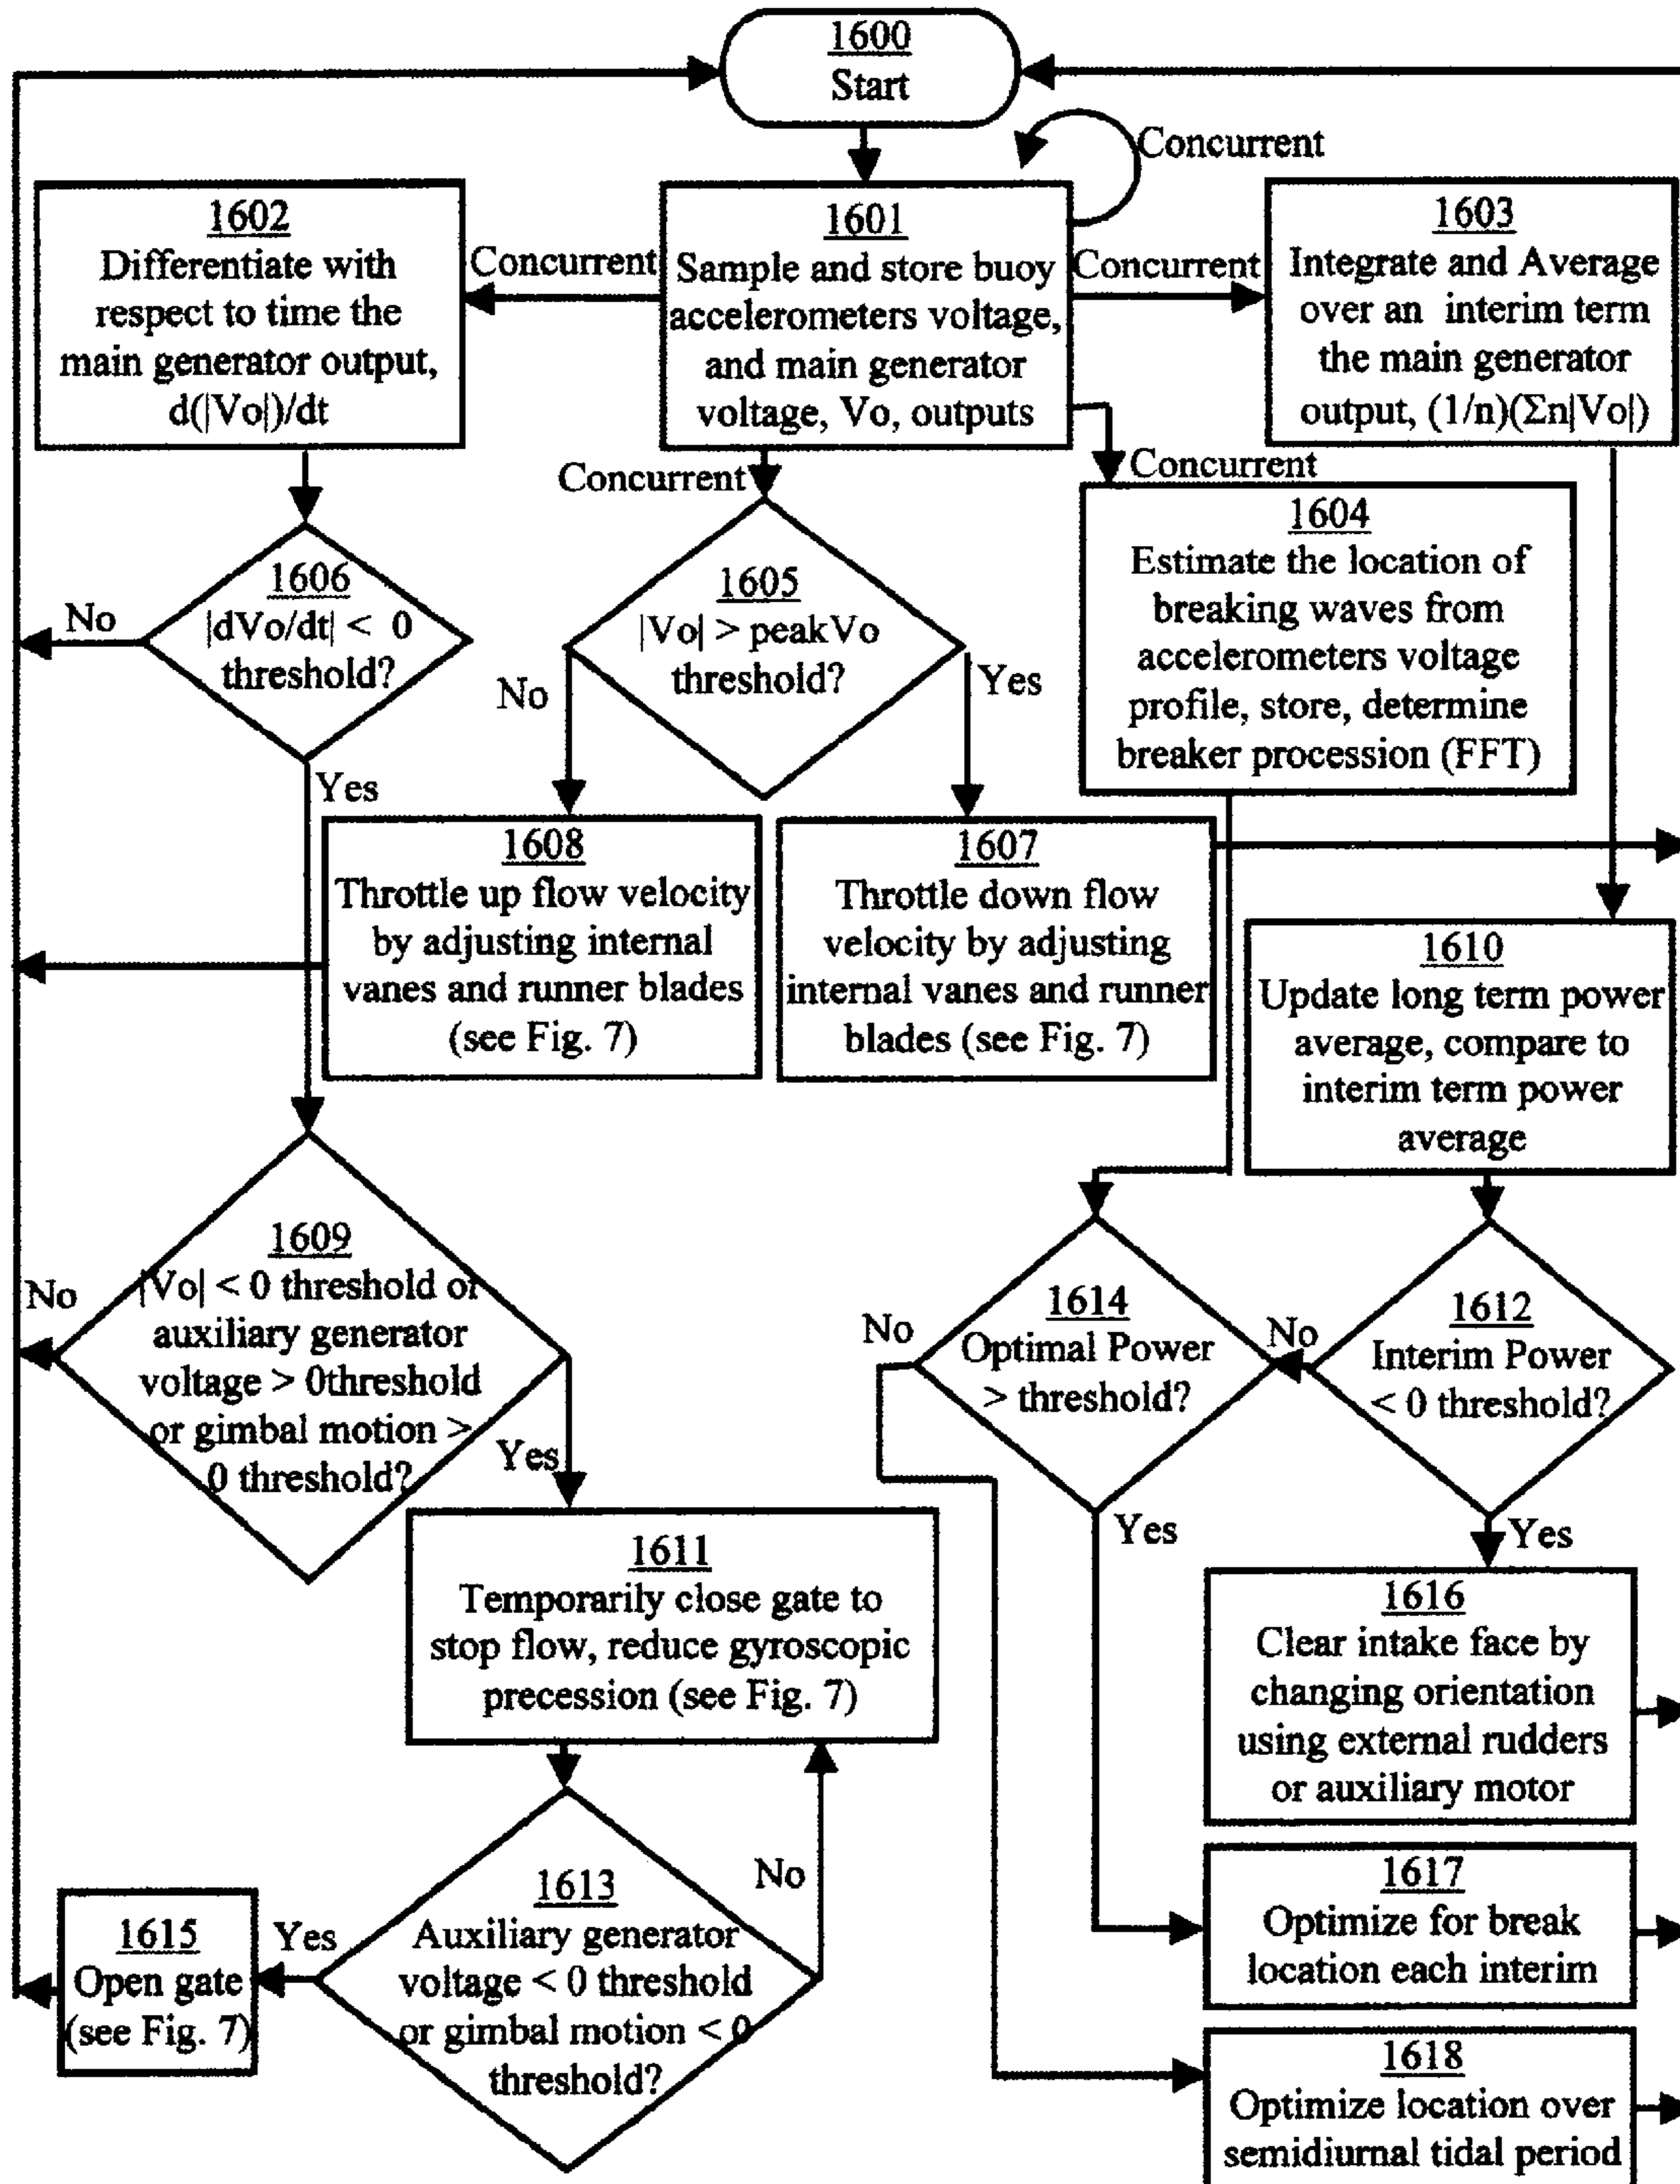 1600
Start
Concurrent
1602
Differentiate with
respect to time the
main generator output,
d(|Vo|)/dt
Concurrent
1601
Sample and store buoy
accelerometers voltage,
and main generator
voltage, Vo, outputs
Concurrent
1603
Integrate and Average
over an interim term
the main generator
output, (1/n)(Σn|Vo|)
Concurrent
Concurrent
1604
Estimate the location of
breaking waves from
accelerometers voltage
profile, store, determine
breaker procession (FFT)
1606
|dVo/dt| < 0
threshold?
No
Yes
1605
|Vo| > peakVo
threshold?
No
Yes
1608
Throttle up flow velocity
by adjusting internal
vanes and runner blades
(see Fig. 7)
1607
Throttle down flow
velocity by adjusting
internal vanes and runner
blades (see Fig. 7)
1610
Update long term power
average, compare to
interim term power
average
1609
|Vo| < 0 threshold or
auxiliary generator
voltage > 0threshold
or gimbal motion >
0 threshold?
No
Yes
1614
Optimal Power
> threshold?
No
Yes
1612
Interim Power
< 0 threshold?
No
Yes
1611
Temporarily close gate to
stop flow, reduce gyroscopic
precession (see Fig. 7)
1616
Clear intake face by
changing orientation
using external rudders
or auxiliary motor
1613
Auxiliary generator
voltage < 0 threshold
or gimbal motion < 0
threshold?
No
Yes
1615
Open gate
(see Fig. 7)
1617
Optimize for break
location each interim
1618
Optimize location over
semidiurnal tidal period